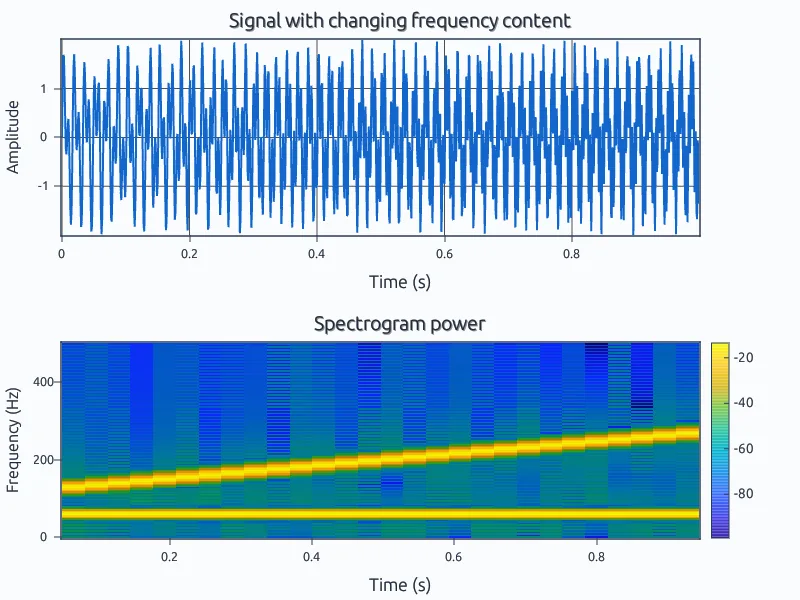 Signal with changing frequency content
Amplitude
1
0
-1
0 0.2 0.4 0.6 0.8
Time (s)
Spectrogram power
Frequency (Hz)
400
200
0
0.2 0.4 0.6 0.8
Time (s)
-20
-40
-60
-80